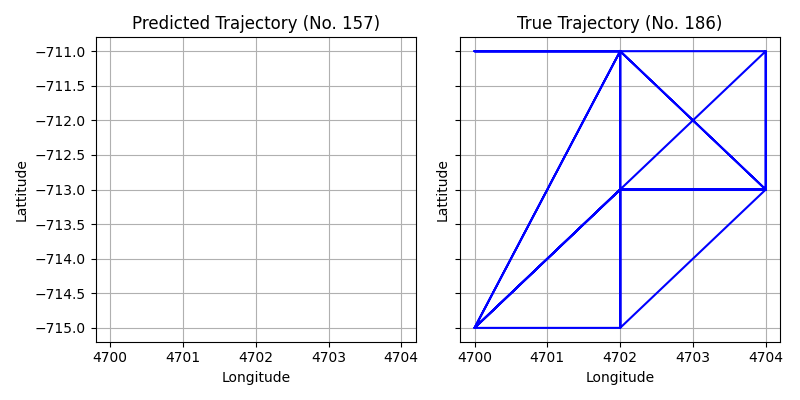 Predicted Trajectory (No. 157)
True Trajectory (No. 186)
−711.0
−711.5
−712.0
−712.5
−713.0
−713.5
−714.0
−714.5
−715.0
Lattitude
Lattitude
4700 4701 4702 4703 4704
4700 4701 4702 4703 4704
Longitude
Longitude